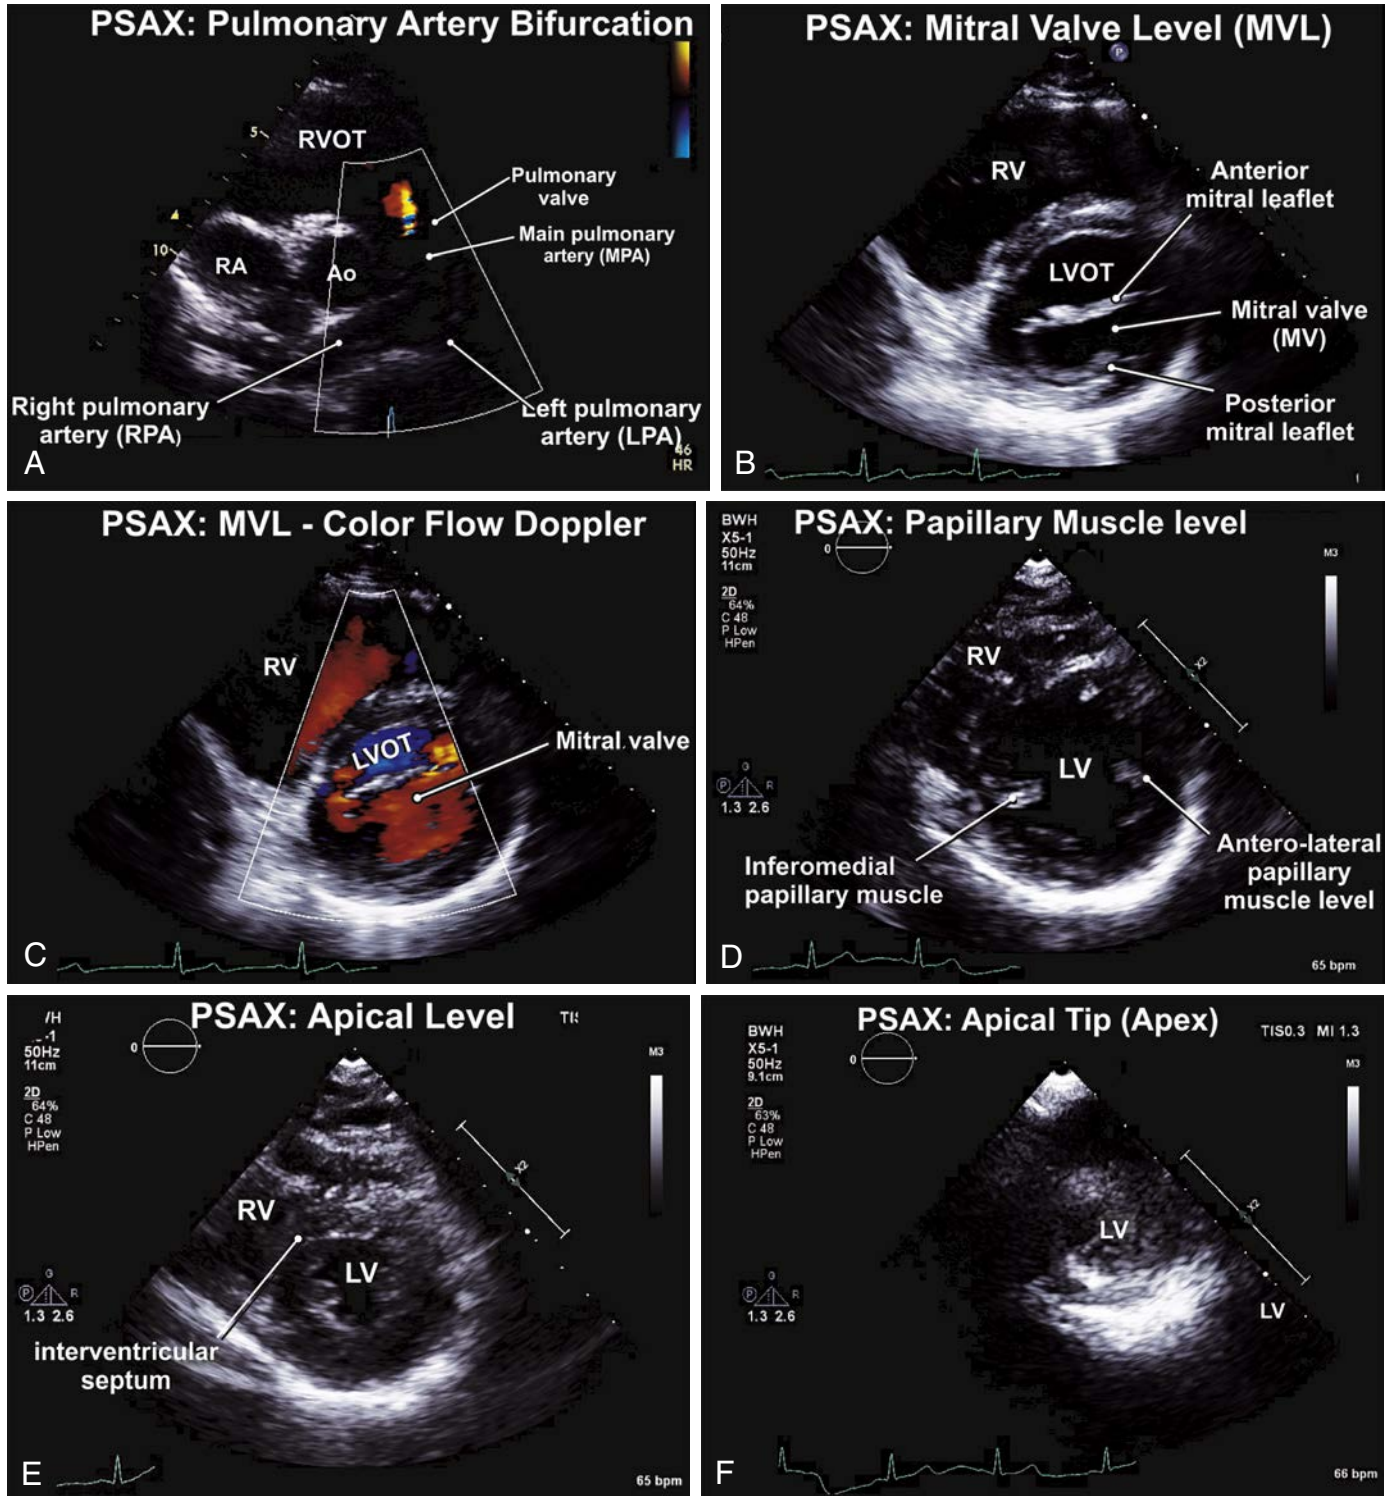 PSAX: Pulmonary Artery Bifurcation
5
RVOT
Pulmonary
valve
Main pulmonary
artery (MPA)
10
RA
Ao
Right pulmonary
artery (RPA)
Left pulmonary
artery (LPA)
46
HR
A
PSAX: Mitral Valve Level (MVL)
P
RV
Anterior
mitral leaflet
LVOT
Mitral valve
(MV)
Posterior
mitral leaflet
B
PSAX: MVL - Color Flow Doppler
RV
LVOT
Mitral valve
C
BWH
X5-1
50Hz
11cm
PSAX: Papillary Muscle level
0
M3
2D
64%
C 48
P Low
HPen
RV
X2
LV
G
P R
1.3 2.6
Inferomedial
papillary muscle
Antero-lateral
papillary
muscle level
D
65 bpm
/H
-1
50Hz
11cm
PSAX: Apical Level
0
M3
2D
64%
C 48
P Low
HPen
X2
RV
LV
G
P R
1.3 2.6
interventricular
septum
E
65 bpm
BWH
X5-1
50Hz
9.1cm
PSAX: Apical Tip (Apex)
TIS0.3 MI 1.3
0
M3
2D
63%
C 48
P Low
HPen
X2
LV
G
P R
1.3 2.6
LV
F
66 bpm